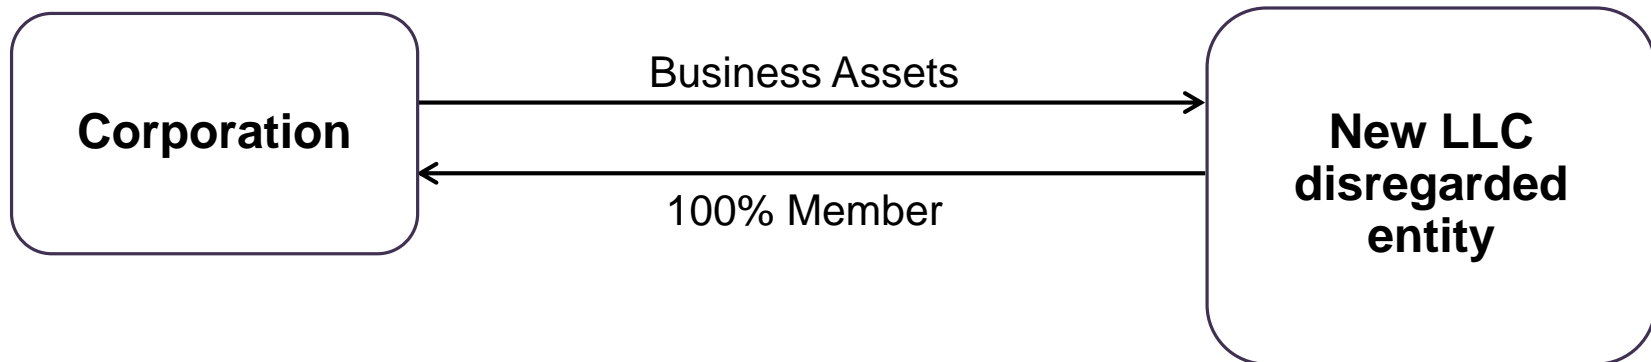 Corporation
Business Assets
100% Member
New LLC
disregarded
entity